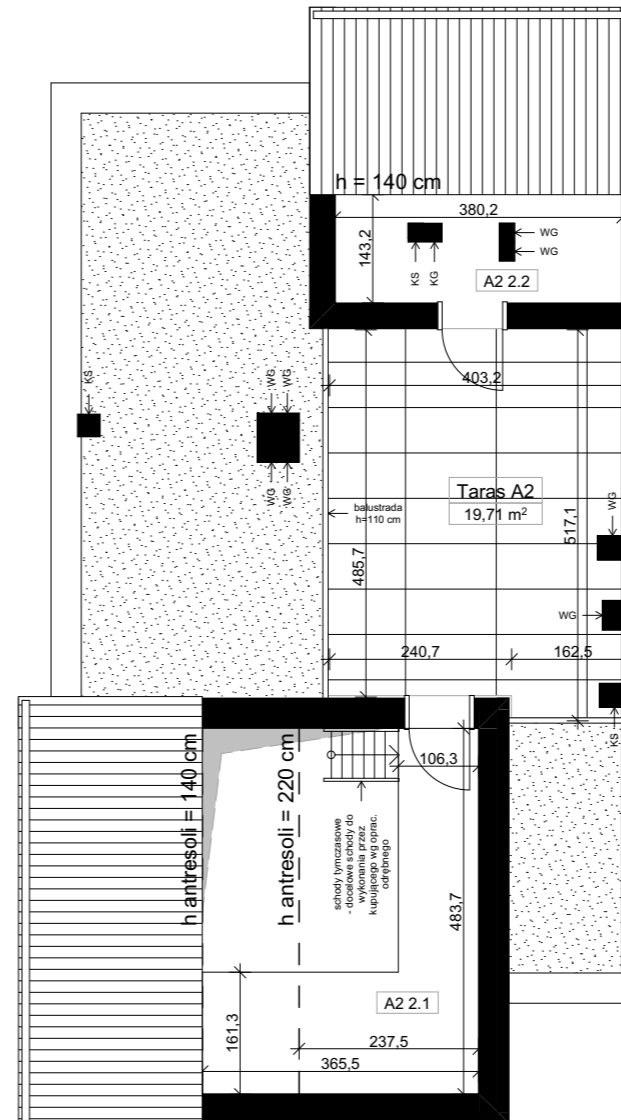 h = 140 cm
380,2
143,2
KS
KG
WG
WG
A2 2.2
403,2
KS
WG
WG
WG
WG
balustrada
h=110 cm
Taras A2
19,71 m²
485,7
517,1
WG
WG
KS
240,7
162,5
106,3
h antresoli = 140 cm
h antresoli = 220 cm
schody tymczasowe
- docelowe schody do
wykonania przez
kupującego wg oprac.
odrębnego
483,7
A2 2.1
161,3
237,5
365,5